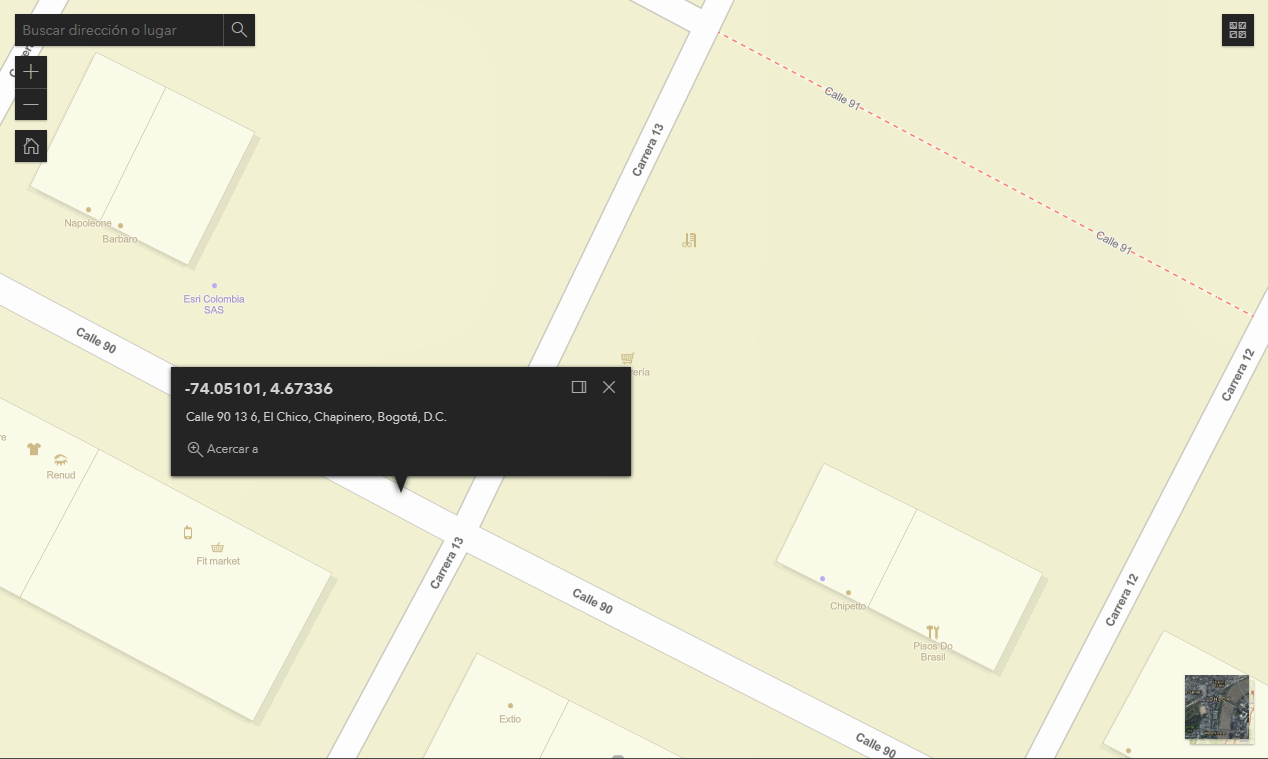 Buscar dirección o lugar
Calle 91
Carrera 13
Napoleone
Barbaro
Calle 91
Esri Colombia
SAS
Calle 90
Carrera 12
-74.05101, 4.67336
Calle 90 13 6, El Chico, Chapinero, Bogotá, D.C.
Acercar a
Renud
Fit market
Carrera 13
Calle 90
Chipetto
Carrera 12
Pisos Do
Brasil
Extio
Calle 90